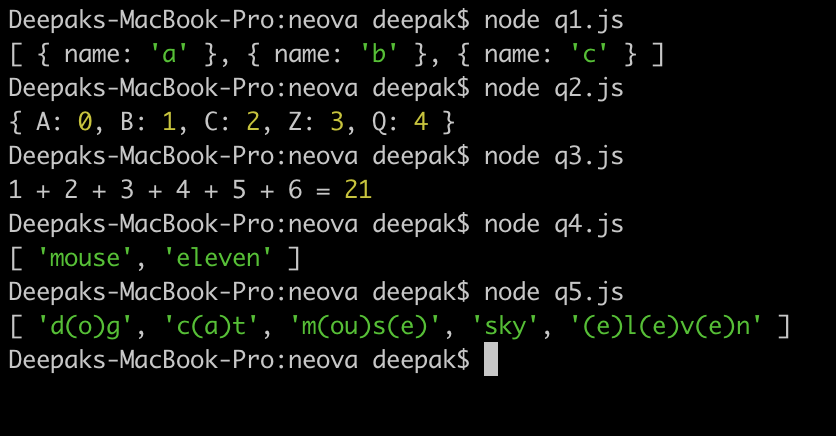 Deepaks-MacBook-Pro:neova deepak$ node q1.js
[ { name: 'a' }, { name: 'b' }, { name: 'c' } ]
Deepaks-MacBook-Pro:neova deepak$ node q2.js
{ A: 0, B: 1, C: 2, Z: 3, Q: 4 }
Deepaks-MacBook-Pro:neova deepak$ node q3.js
1 + 2 + 3 + 4 + 5 + 6 = 21
Deepaks-MacBook-Pro:neova deepak$ node q4.js
[ 'mouse', 'eleven' ]
Deepaks-MacBook-Pro:neova deepak$ node q5.js
[ 'd(o)g', 'c(a)t', 'm(ou)s(e)', 'sky', '(e)l(e)v(e)n' ]
Deepaks-MacBook-Pro:neova deepak$